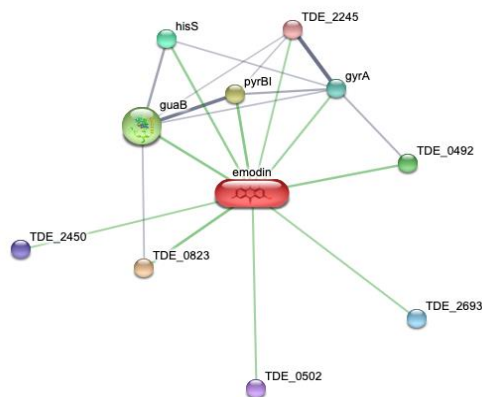 TDE_2245
hisS
gyrA
pyrBI
guaB
TDE_0492
emodin
TDE_2450
TDE_0823
TDE_2693
TDE_0502